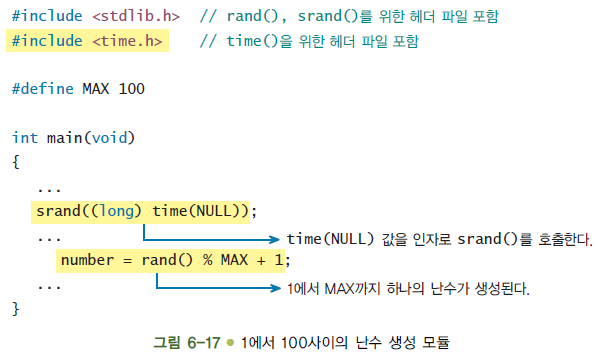 #include <stdlib.h>  // rand(), srand()를 위한 헤더 파일 포함
#include <time.h>    // time()을 위한 헤더 파일 포함
#define MAX 100
int main(void)
{
...
srand((long) time(NULL));
...
time(NULL) 값을 인자로 srand()를 호출한다.
number = rand() % MAX + 1;
...
1에서 MAX까지 하나의 난수가 생성된다.
}
그림 6-17 ● 1에서 100사이의 난수 생성 모듈